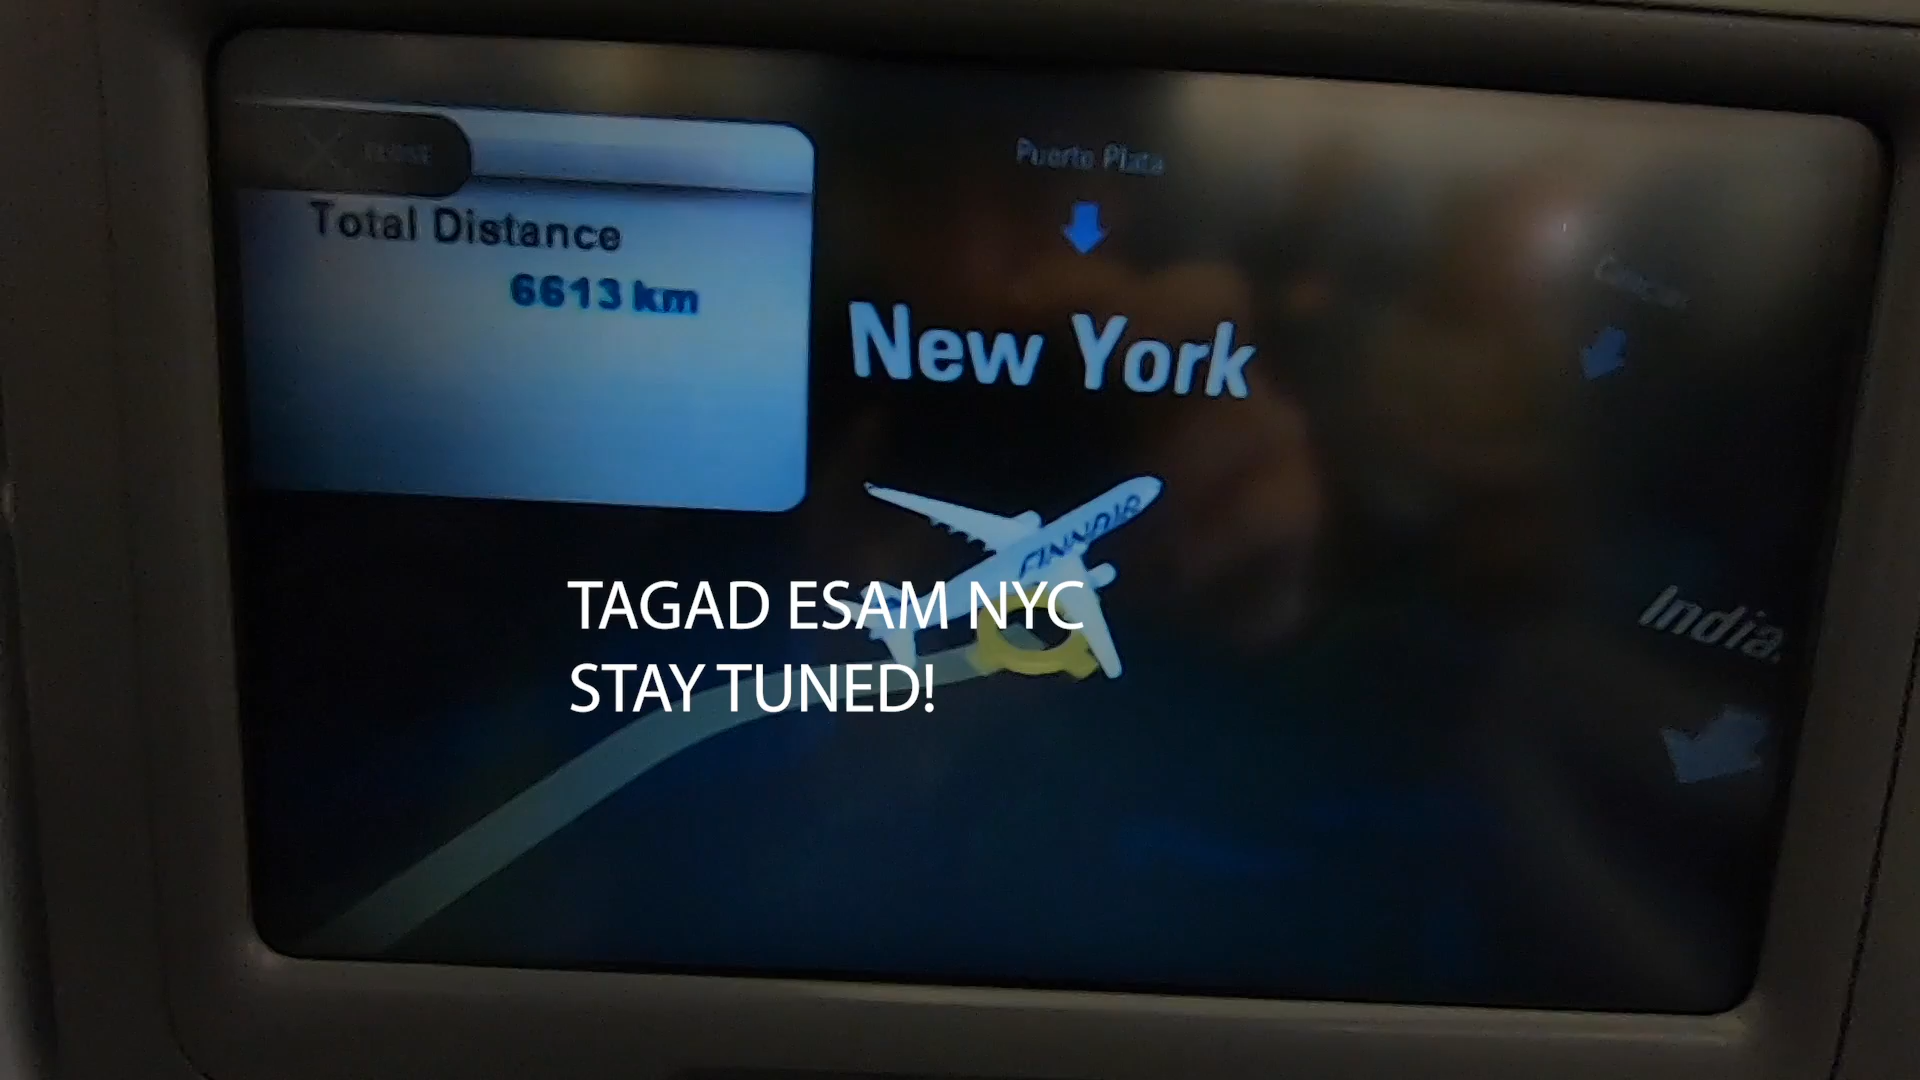 Puerto Plata
Total Distance
6613 km
New York
FINNAIR
TAGAD ESAM NYC
STAY TUNED!
India.